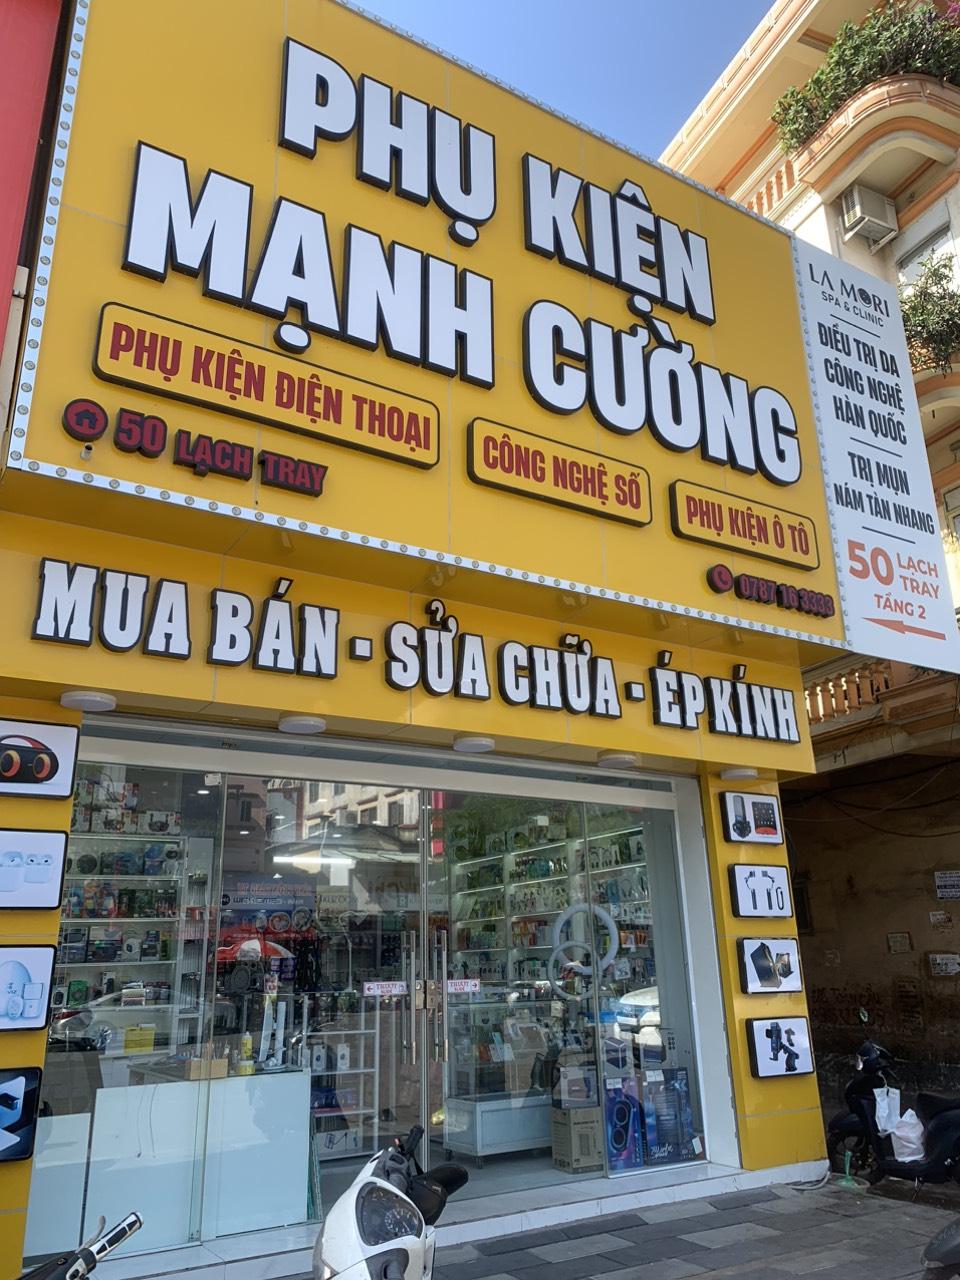 PHỤ KIỆN
MẠNH CƯỜNG
PHỤ KIỆN ĐIỆN THOẠI
CÔNG NGHỆ SỐ
PHỤ KIỆN Ô TÔ
50 LẠCH TRAY
0787 16 3333
MUA BÁN - SỬA CHỮA - ÉP KÍNH
LA MORI
SPA & CLINIC
ĐIỀU TRỊ DA
CÔNG NGHỆ
HÀN QUỐC
TRỊ MỤN
NÁM TÀN NHANG
50 LẠCH
TRAY
TẦNG 2